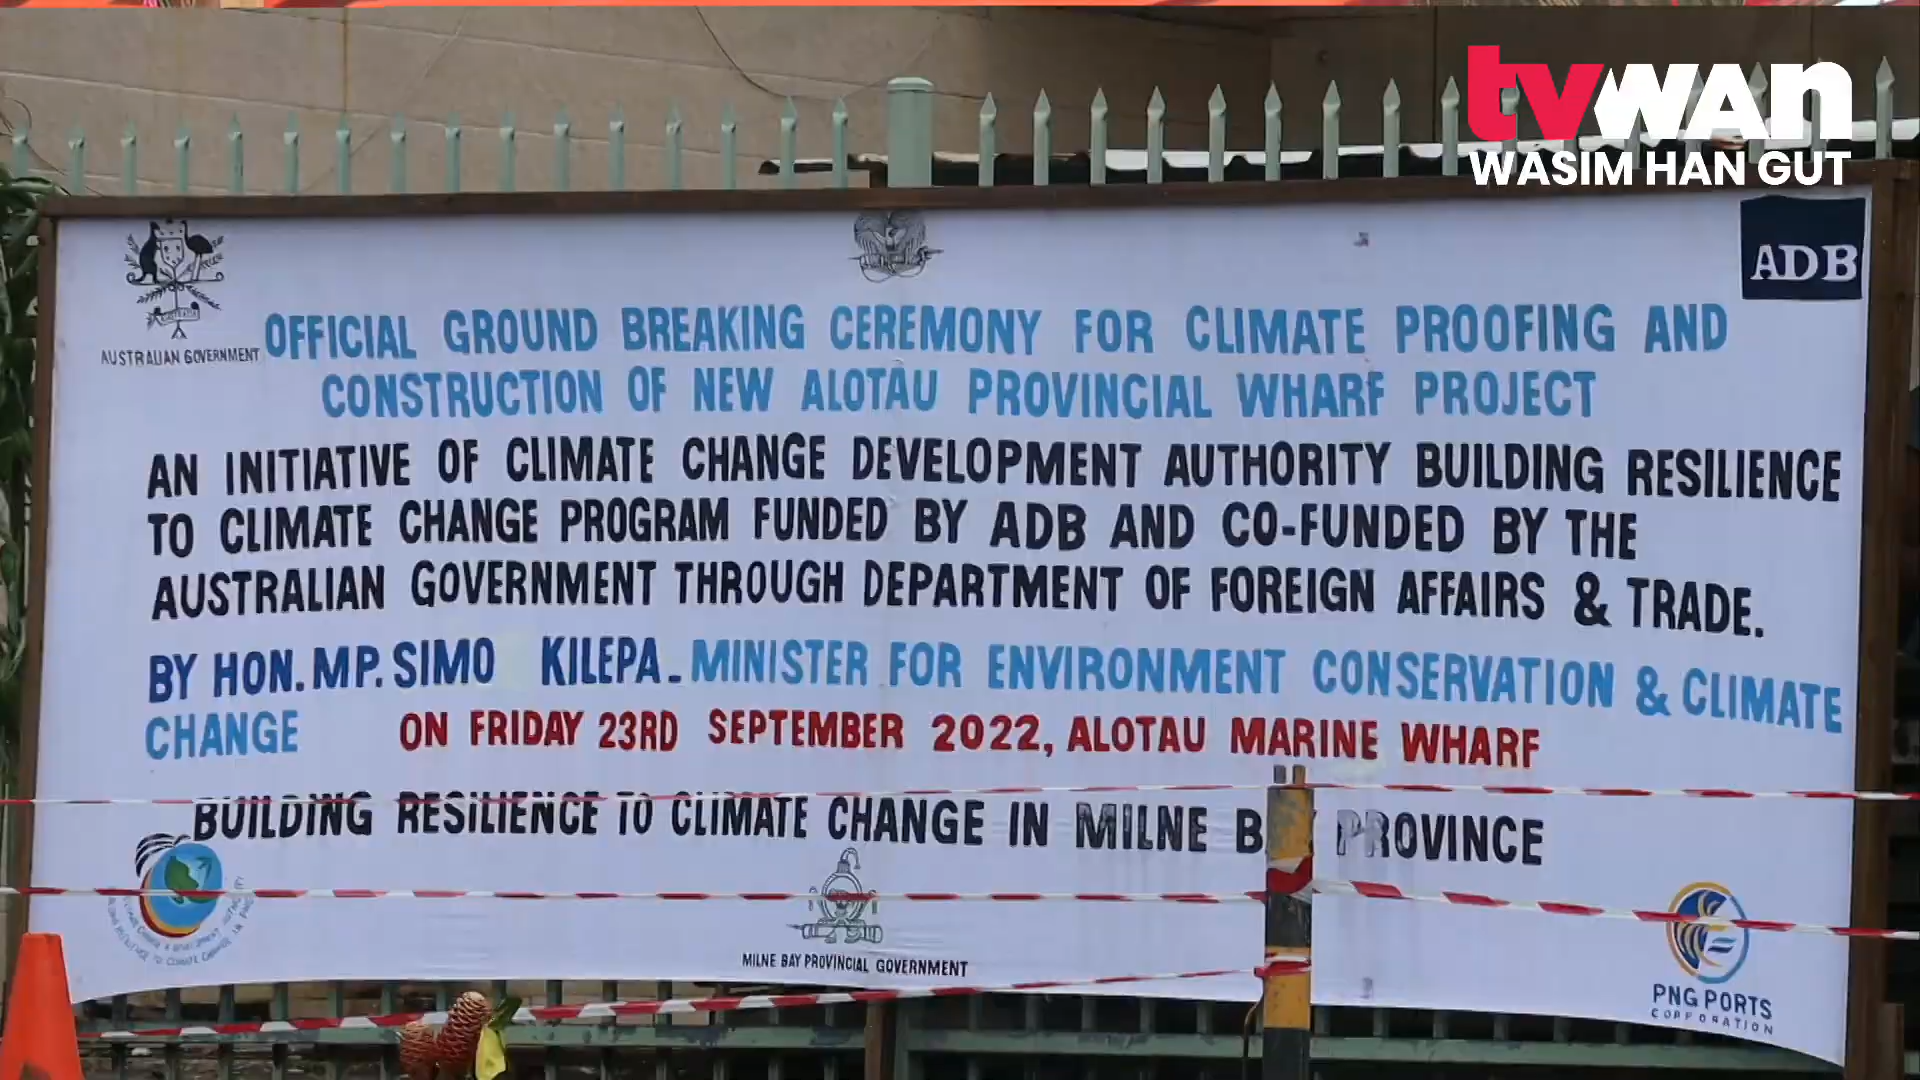 tvwan
WASIM HAN GUT
ADB
AUSTRALIAN GOVERNMENT
OFFICIAL GROUND BREAKING CEREMONY FOR CLIMATE PROOFING AND
CONSTRUCTION OF NEW ALOTAU PROVINCIAL WHARF PROJECT
AN INITIATIVE OF CLIMATE CHANGE DEVELOPMENT AUTHORITY BUILDING RESILIENCE
TO CLIMATE CHANGE PROGRAM FUNDED BY ADB AND CO-FUNDED BY THE
AUSTRALIAN GOVERNMENT THROUGH DEPARTMENT OF FOREIGN AFFAIRS & TRADE.
BY HON. MP. SIMO KILEPA - MINISTER FOR ENVIRONMENT CONSERVATION & CLIMATE
CHANGE ON FRIDAY 23RD SEPTEMBER 2022, ALOTAU MARINE WHARF
BUILDING RESILIENCE TO CLIMATE CHANGE IN MILNE BAY PROVINCE
MILNE BAY PROVINCIAL GOVERNMENT
PNG PORTS
CORPORATION